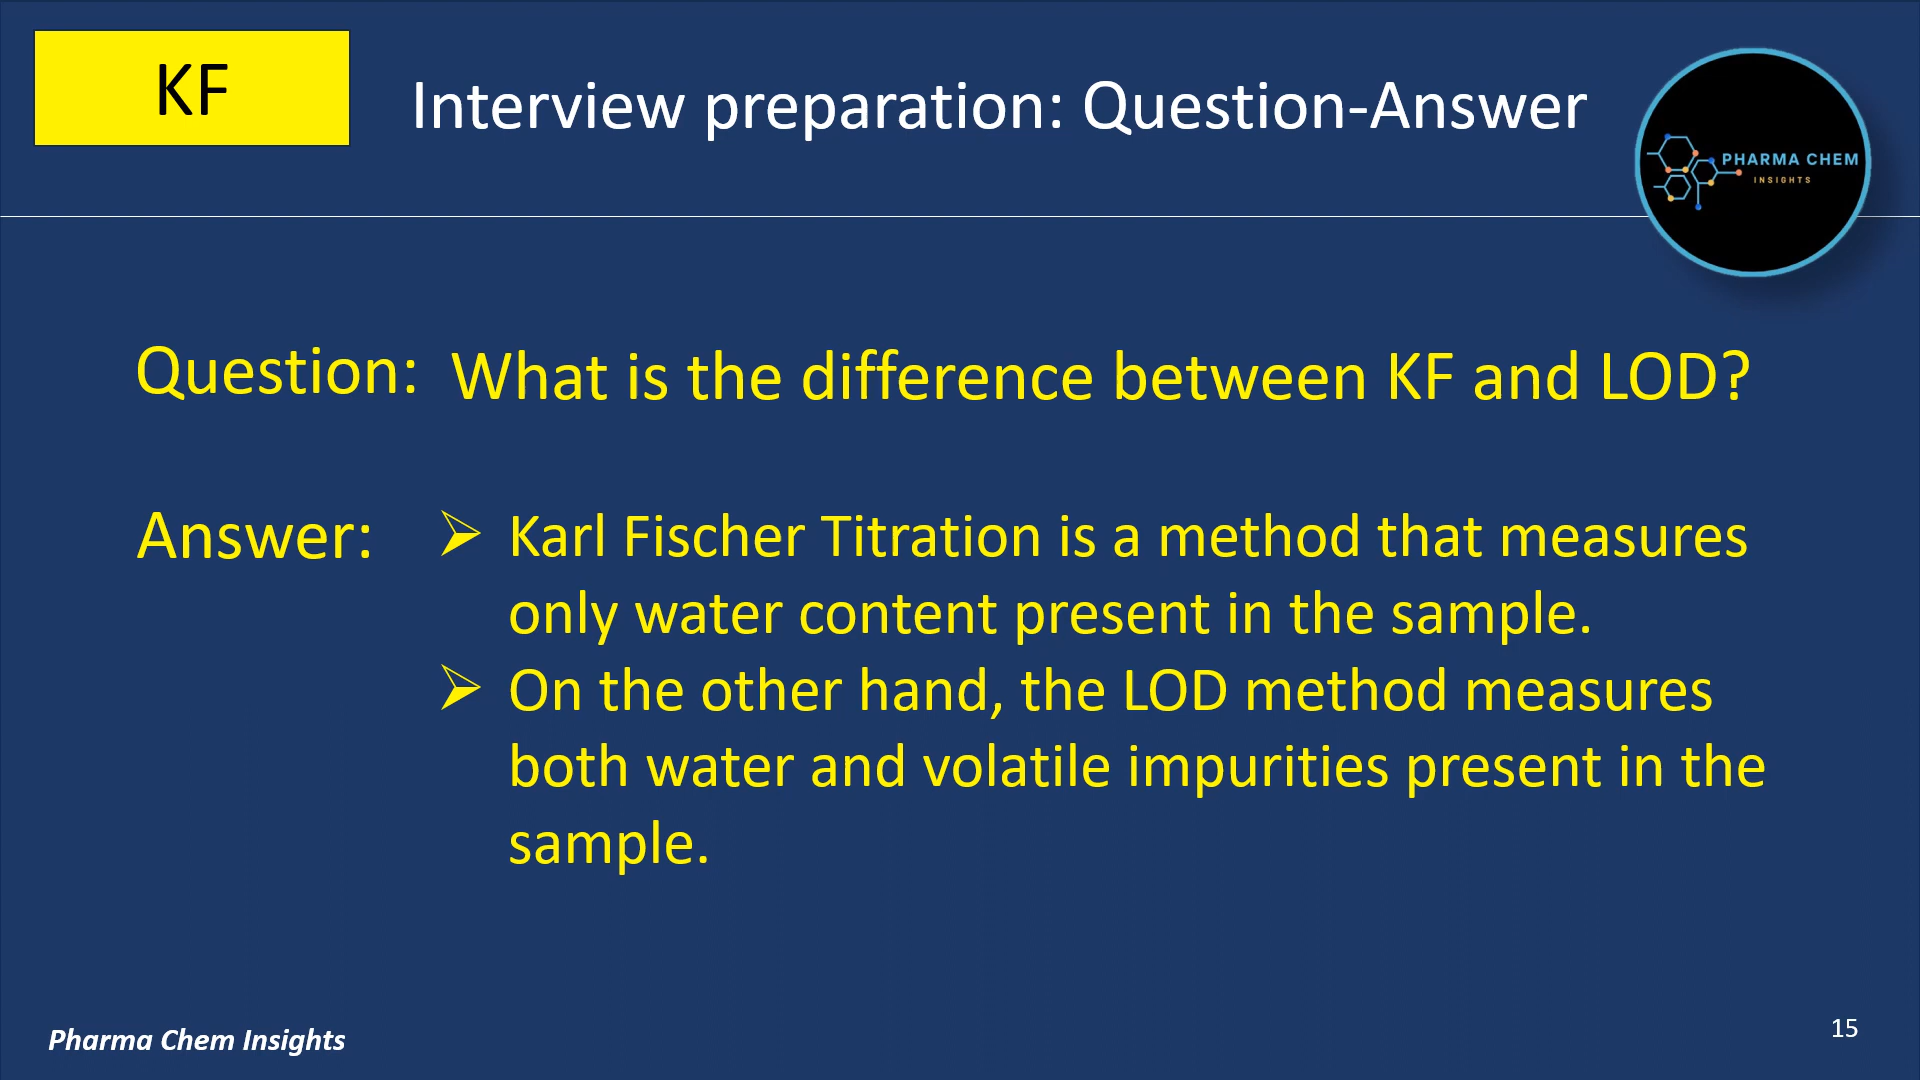 KF
Interview preparation: Question-Answer
PHARMA CHEM
INSIGHTS
Question: What is the difference between KF and LOD?
Answer: ➢ Karl Fischer Titration is a method that measures
only water content present in the sample.
➢ On the other hand, the LOD method measures
both water and volatile impurities present in the
sample.
Pharma Chem Insights
15